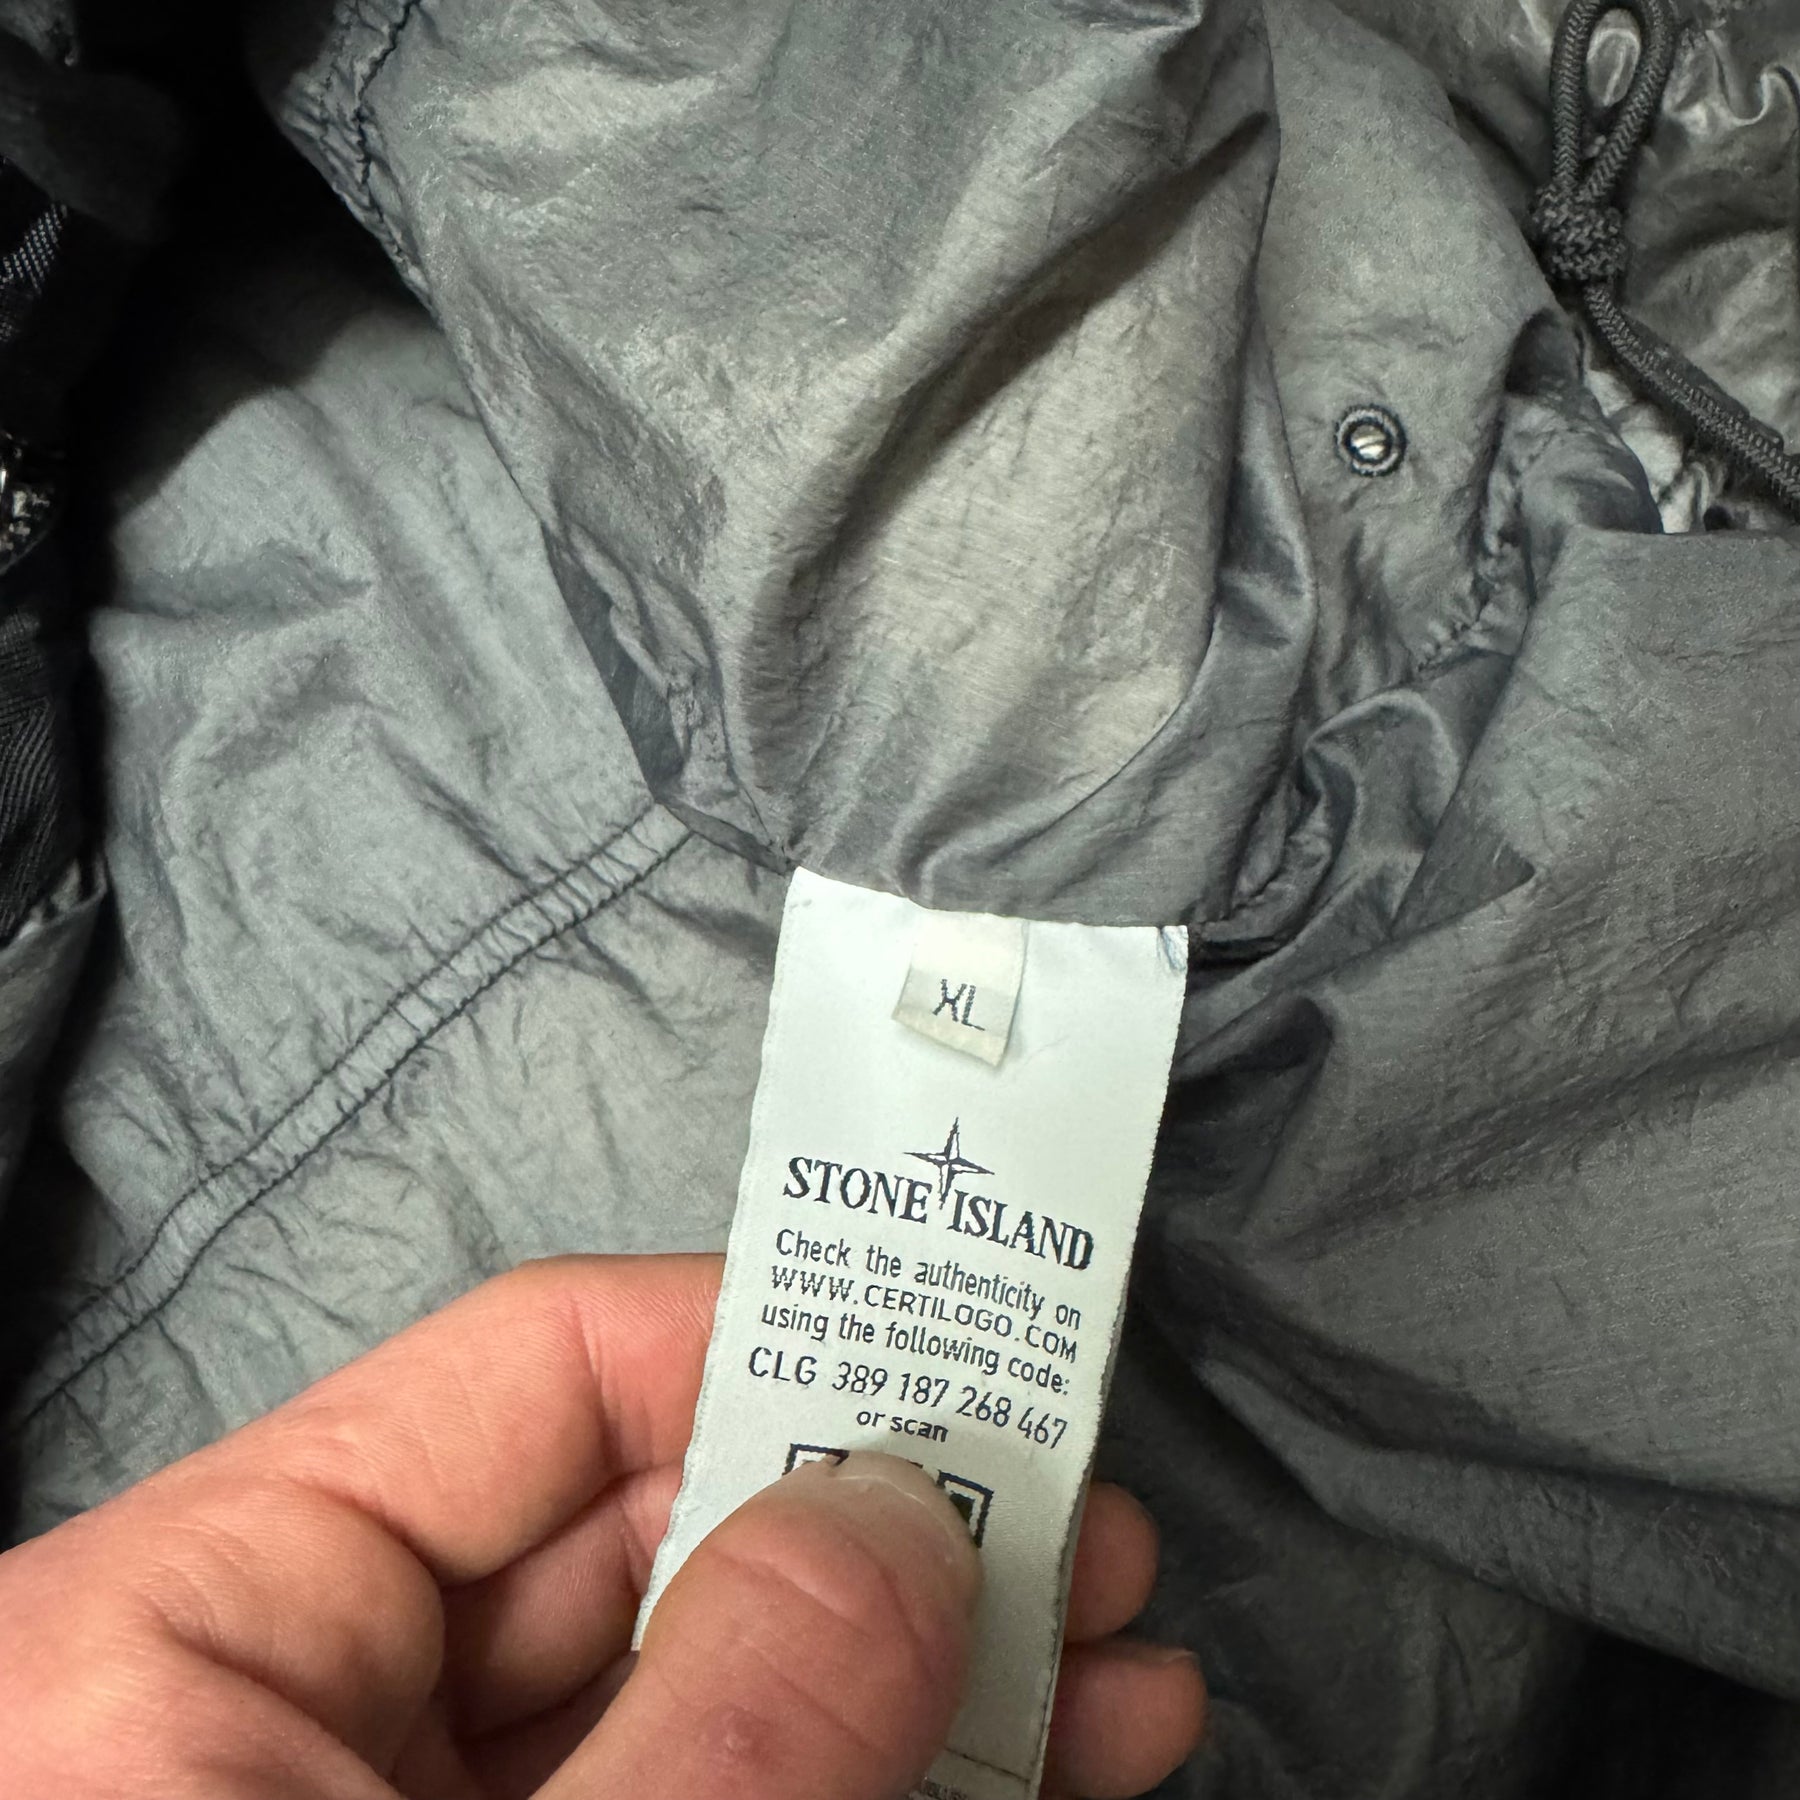 XL
STONE ISLAND
Check the authenticity on
WWW.CERTILOGO.COM
using the following code:
CLG 389 187 268 467
or scan